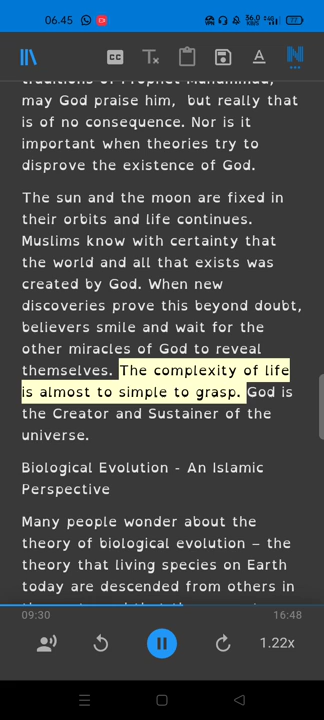 06.45
CC
traditions of Prophet Muhammad,
may God praise him, but really that
is of no consequence. Nor is it
important when theories try to
disprove the existence of God.
The sun and the moon are fixed in
their orbits and life continues.
Muslims know with certainty that
the world and all that exists was
created by God. When new
discoveries prove this beyond doubt,
believers smile and wait for the
other miracles of God to reveal
themselves. The complexity of life
is almost to simple to grasp. God is
the Creator and Sustainer of the
universe.
Biological Evolution - An Islamic
Perspective
Many people wonder about the
theory of biological evolution – the
theory that living species on Earth
today are descended from others in
09:30
16:48
1.22x